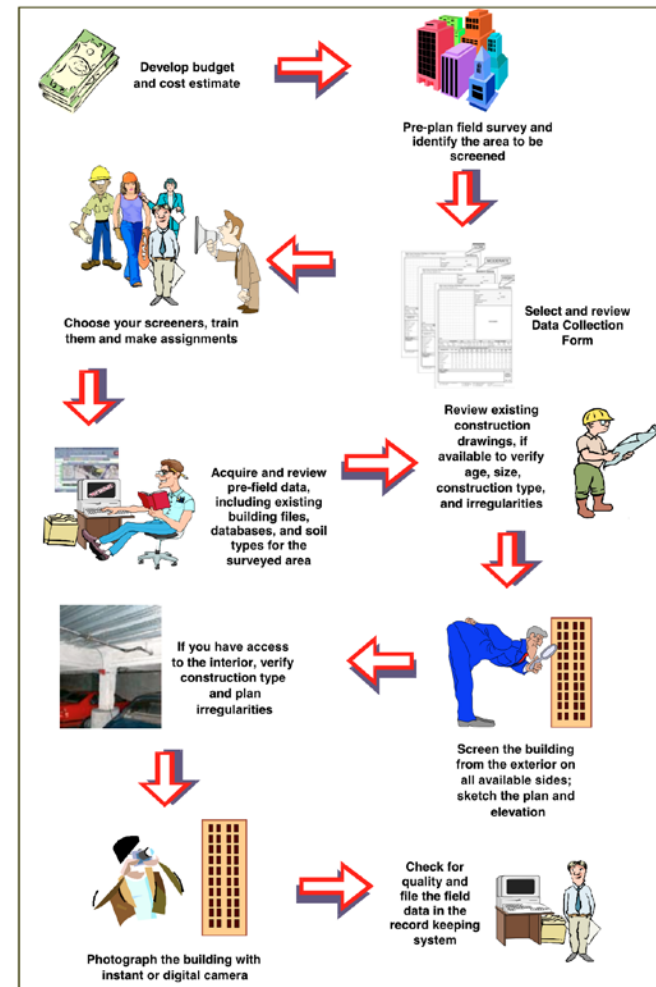 Develop budget
and cost estimate
Pre-plan field survey and
identify the area to be
screened
Select and review
Data Collection
Form
Choose your screeners, train
them and make assignments
Acquire and review
pre-field data,
including existing
building files,
databases, and soil
types for the
surveyed area
Review existing
construction
drawings, if
available to verify
age, size,
construction type,
and irregularities
Screen the building
from the exterior on
all available sides;
sketch the plan and
elevation
If you have access
to the interior, verify
construction type
and plan
irregularities
Photograph the building with
instant or digital camera
Check for
quality and
file the field
data in the
record keeping
system